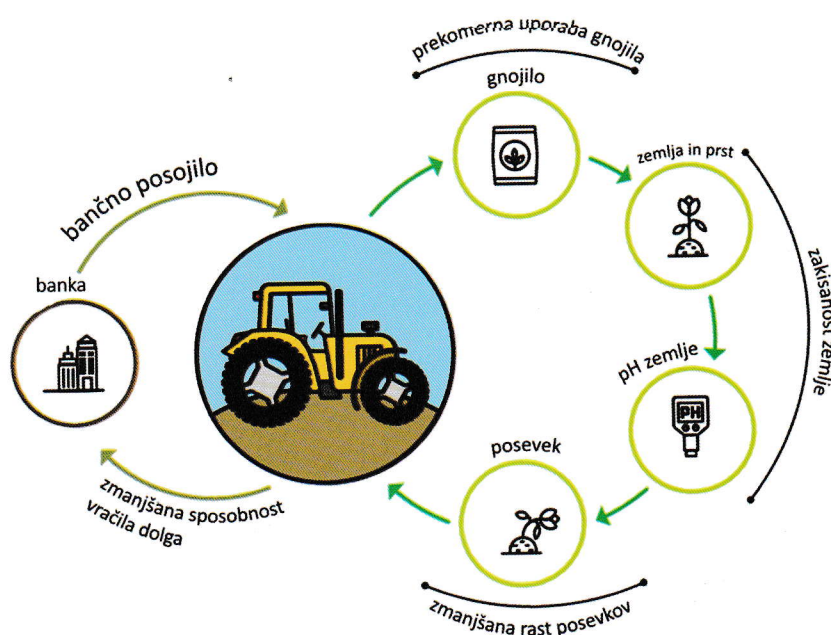 prekomerna uporaba gnojila
gnojilo
zemlja in prst
zakisanost zemlje
pH zemlje
PH
posevek
zmanjšana rast posevkov
bančno posojilo
banka
zmanjšana sposobnost
vračila dolga